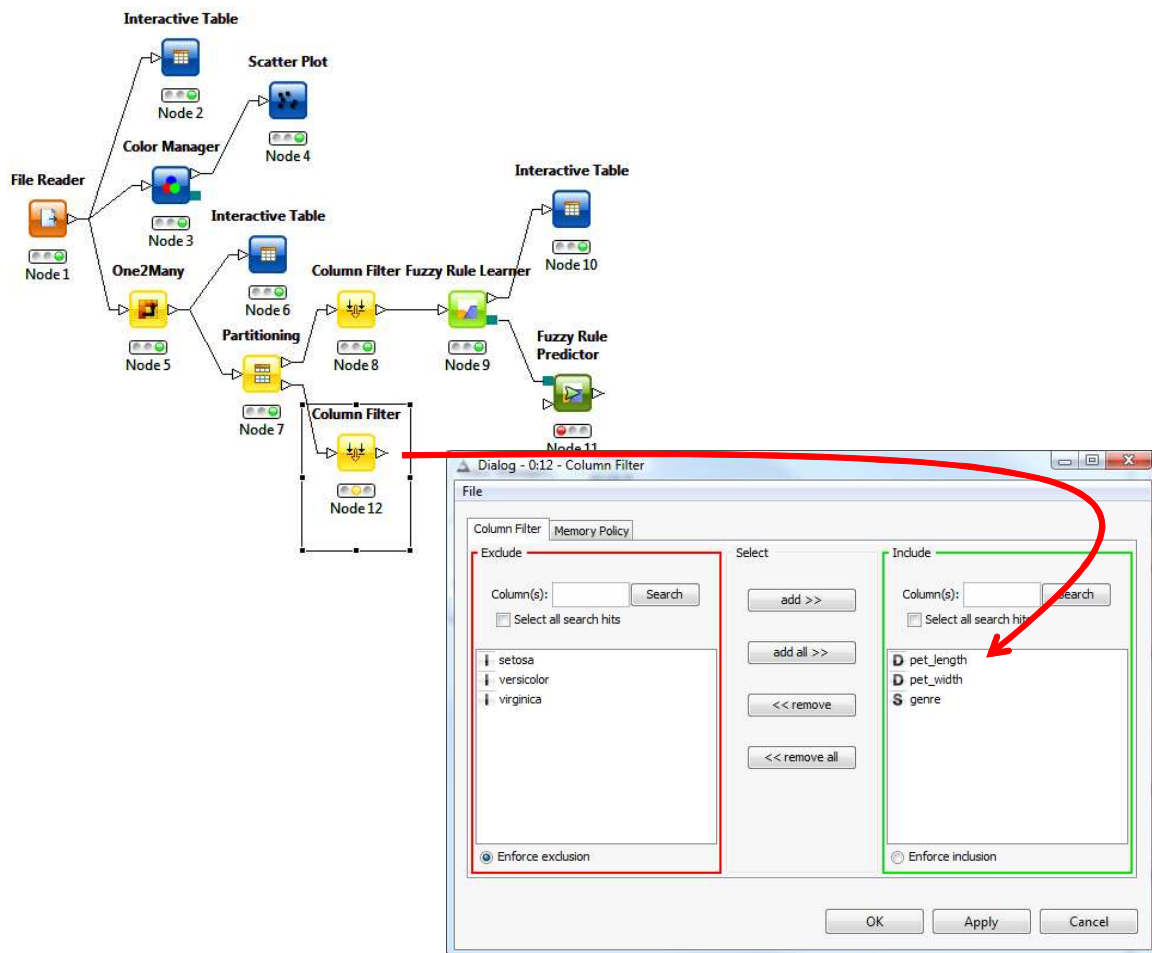 Interactive Table
Node 2
Scatter Plot
Node 4
Color Manager
Node 3
File Reader
Node 1
Interactive Table
Node 6
One2Many
Node 5
Partitioning
Node 7
Column Filter
Node 8
Fuzzy Rule Learner
Node 9
Interactive Table
Node 10
Fuzzy Rule
Predictor
Node 11
Column Filter
Node 12
Dialog - 0:12 - Column Filter
File
Column Filter
Memory Policy
Exclude
Column(s):
Search
Select all search hits
setosa
versicolor
virginica
Enforce exclusion
Select
add >>
add all >>
<< remove
<< remove all
Include
Column(s):
Search
Select all search hits
D pet_length
D pet_width
S genre
Enforce inclusion
OK
Apply
Cancel